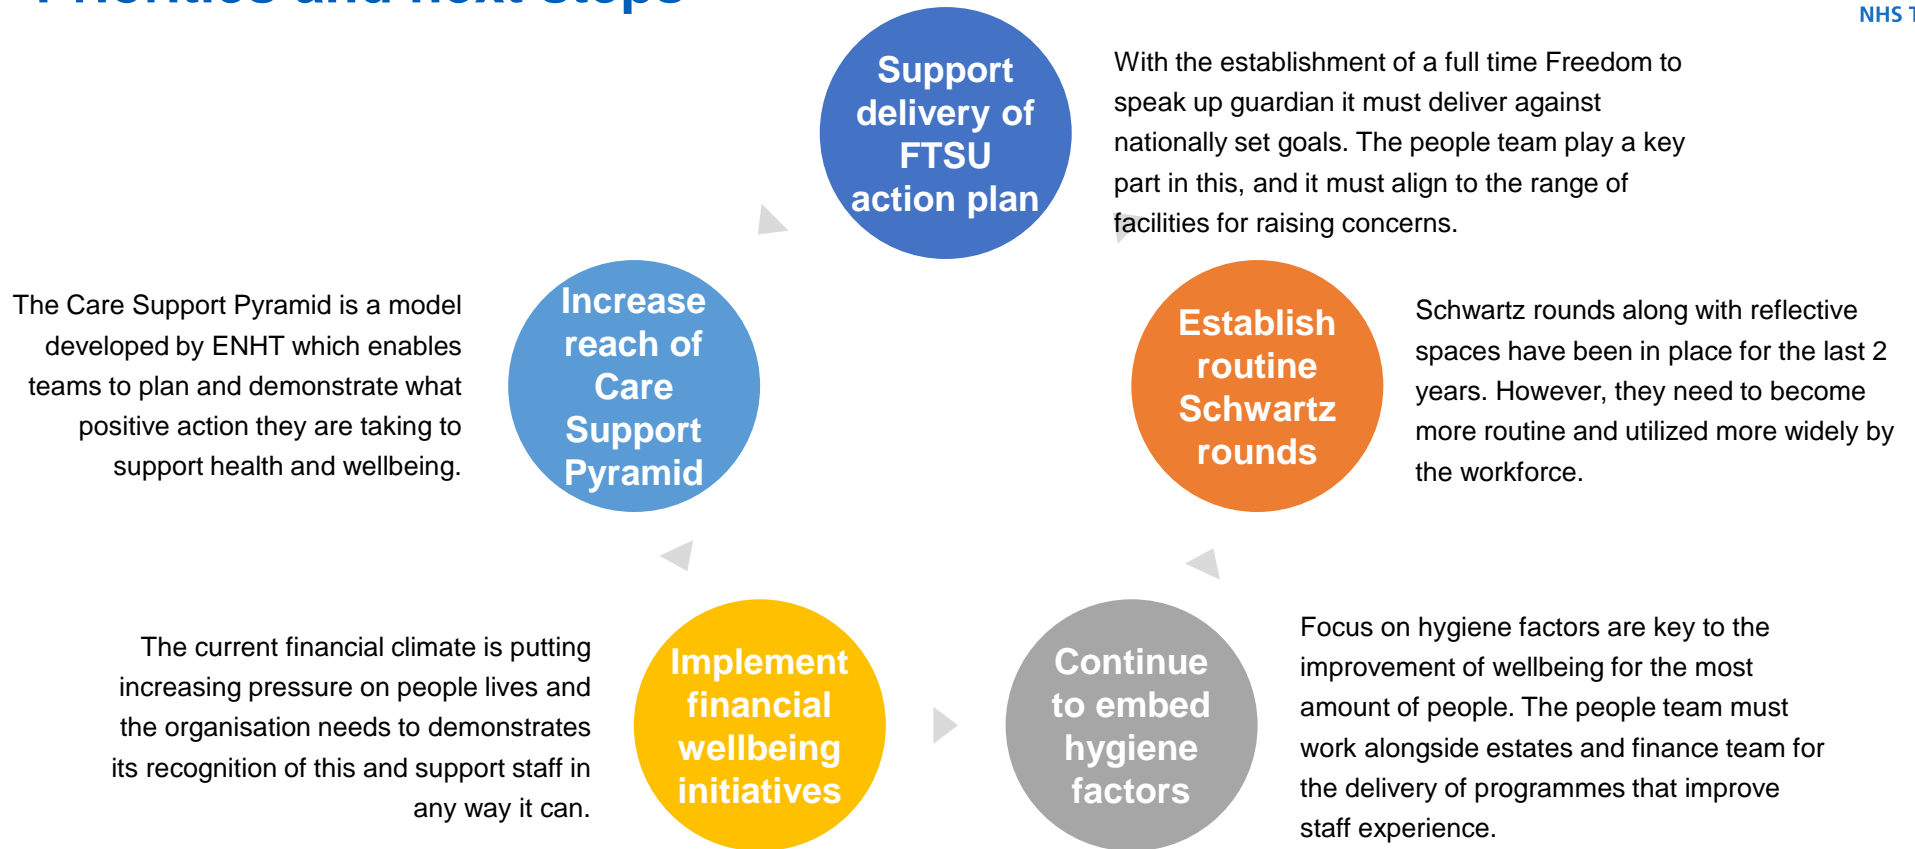 Priorities and next steps
NHS T
Support
delivery of
FTSU
action plan
With the establishment of a full time Freedom to
speak up guardian it must deliver against
nationally set goals. The people team play a key
part in this, and it must align to the range of
facilities for raising concerns.
Establish
routine
Schwartz
rounds
Schwartz rounds along with reflective
spaces have been in place for the last 2
years. However, they need to become
more routine and utilized more widely by
the workforce.
Continue
to embed
hygiene
factors
Focus on hygiene factors are key to the
improvement of wellbeing for the most
amount of people. The people team must
work alongside estates and finance team for
the delivery of programmes that improve
staff experience.
Implement
financial
wellbeing
initiatives
The current financial climate is putting
increasing pressure on people lives and
the organisation needs to demonstrates
its recognition of this and support staff in
any way it can.
Increase
reach of
Care
Support
Pyramid
The Care Support Pyramid is a model
developed by ENHT which enables
teams to plan and demonstrate what
positive action they are taking to
support health and wellbeing.